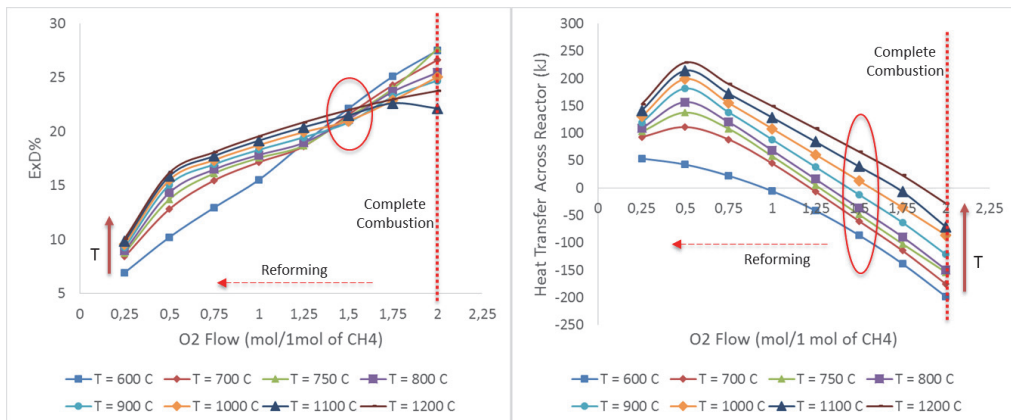 30
25
20
15
10
5
ExD%
T
Complete
Combustion
Reforming
0
0,25
0,5
0,75
1
1,25
1,5
1,75
2
2,25
O2 Flow (mol/1mol of CH4)
T = 600 C
T = 700 C
T = 750 C
T = 800 C
T = 900 C
T = 1000 C
T = 1100 C
T = 1200 C
300
250
200
150
100
50
0
-50
-100
-150
-200
-250
Heat Transfer Across Reactor (kJ)
Complete
Combustion
0
0,25
0,5
0,75
1
1,25
1,5
1,75
2
2,25
Reforming
T
O2 Flow (mol/1 mol of CH4)
T = 600 C
T = 700 C
T = 750 C
T = 800 C
T = 900 C
T = 1000 C
T = 1100 C
T = 1200 C